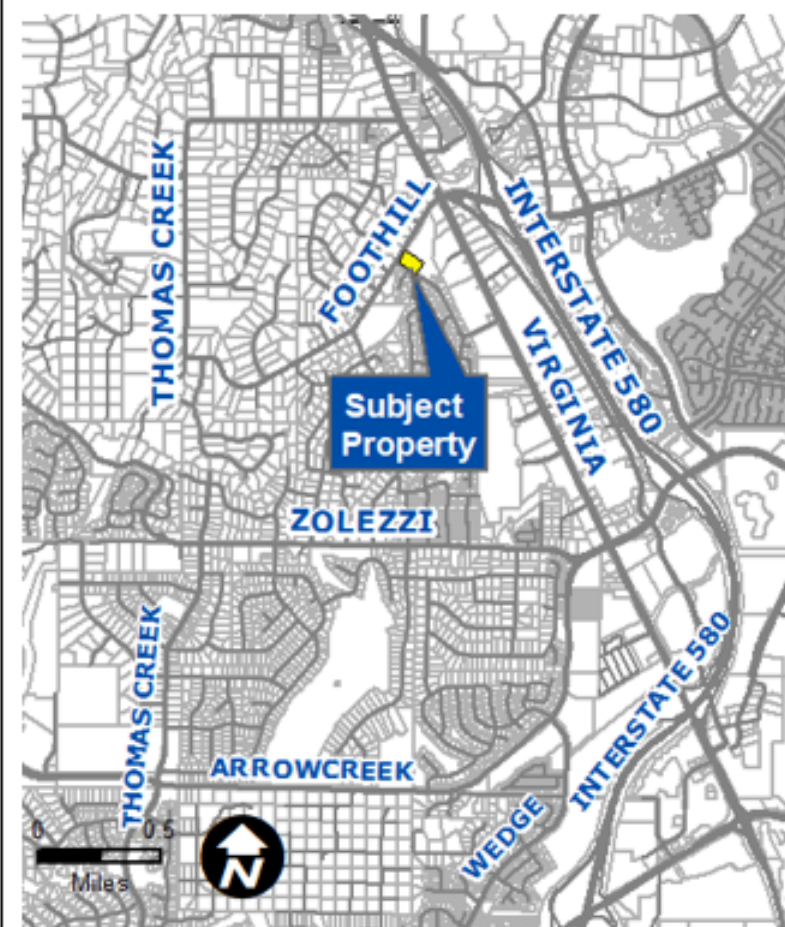 THOMAS CREEK
FOOTHILL
INTERSTATE 580
VIRGINIA
Subject
Property
ZOLEZZI
THOMAS CREEK
INTERSTATE 580
ARROWCREEK
WEDGE
0 0.5
Miles
N